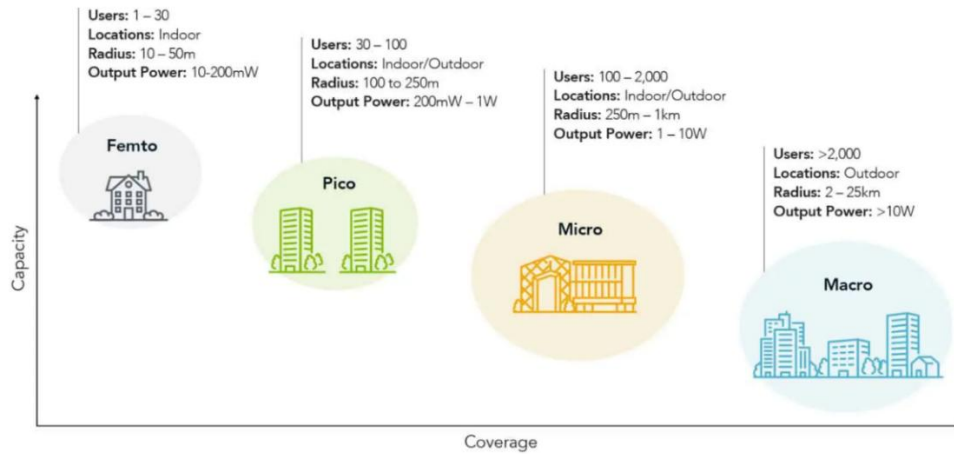 Users: 1 – 30
Locations: Indoor
Radius: 10 – 50m
Output Power: 10-200mW
Femto
Users: 30 – 100
Locations: Indoor/Outdoor
Radius: 100 to 250m
Output Power: 200mW – 1W
Pico
Users: 100 – 2,000
Locations: Indoor/Outdoor
Radius: 250m – 1km
Output Power: 1 – 10W
Micro
Users: >2,000
Locations: Outdoor
Radius: 2 – 25km
Output Power: >10W
Macro
Capacity
Coverage